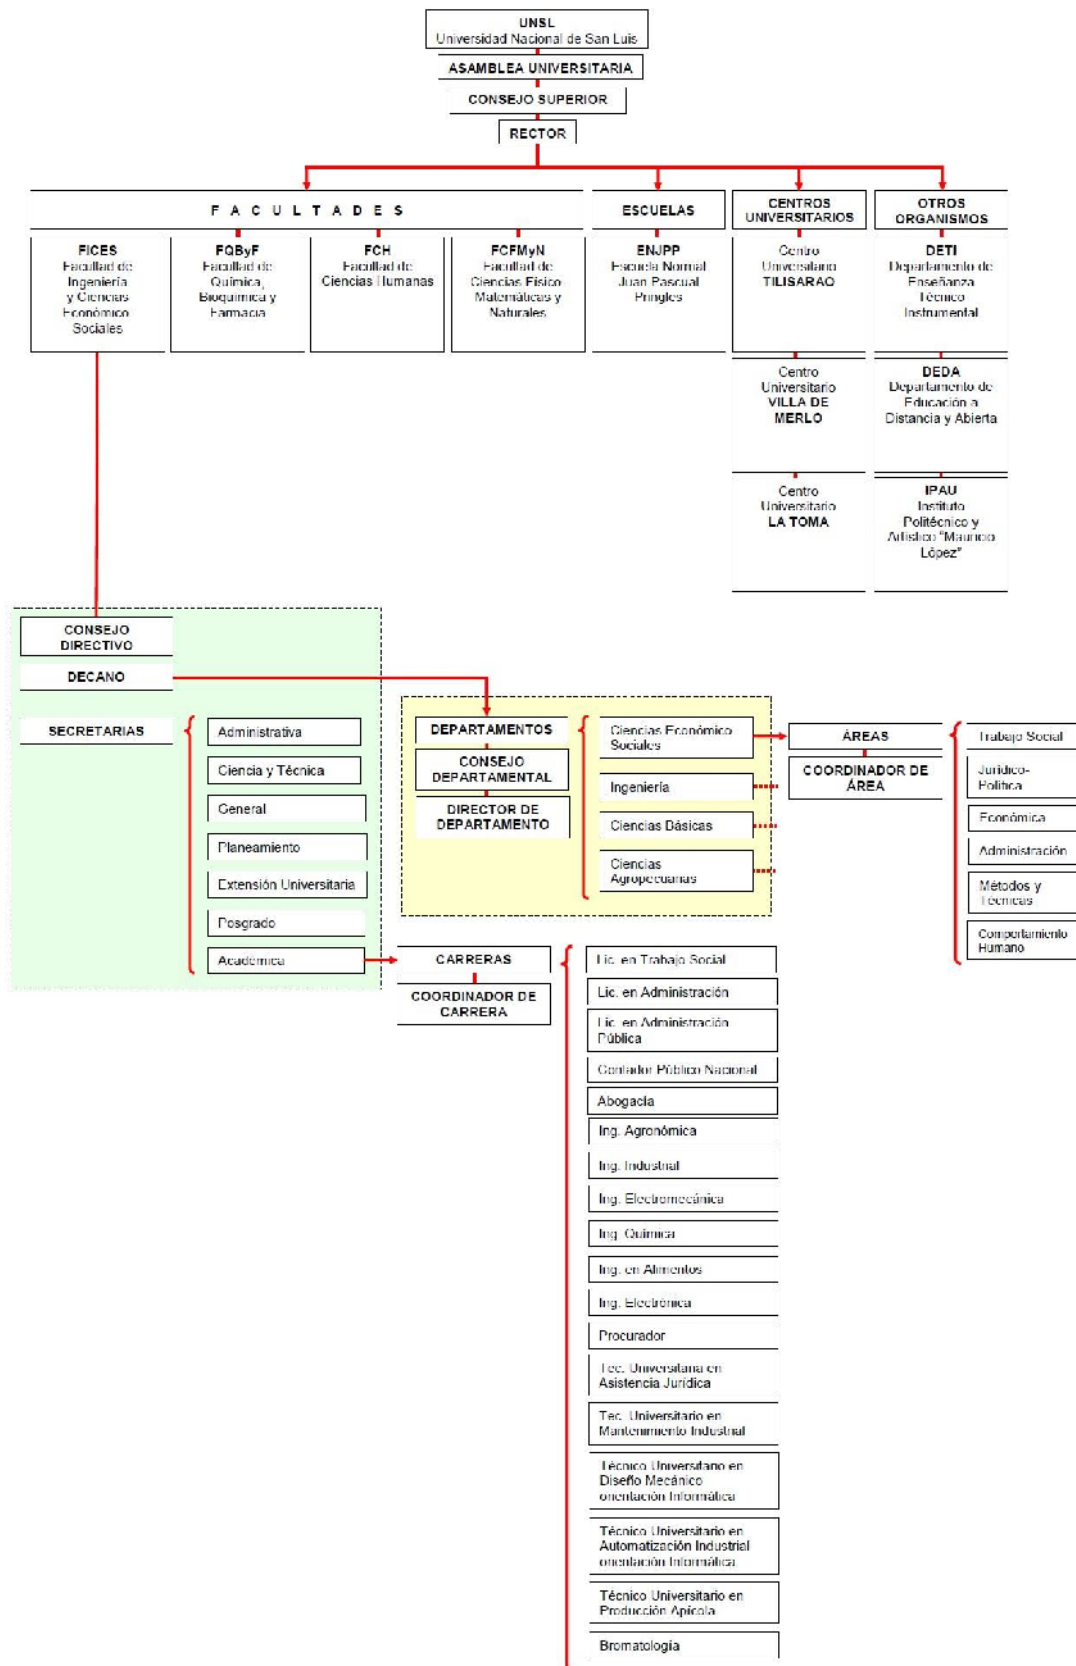 UNSL
Universidad Nacional de San Luis
ASAMBLEA UNIVERSITARIA
CONSEJO SUPERIOR
RECTOR
FACULTADES
ESCUELAS
CENTROS
UNIVERSITARIOS
OTROS
ORGANISMOS
FICES
Facultad de
Ingeniería
y Ciencias
Económico
Sociales
FQByF
Facultad de
Química,
Bioquímica y
Farmacia
FCH
Facultad de
Ciencias Humanas
FCFMyN
Facultad de
Ciencias Físico
Matemáticas y
Naturales
ENJPP
Escuela Normal
Juan Pascual
Pringles
Centro
Universitario
TILISARAO
DETI
Departamento de
Enseñanza
Técnico
Instrumental
Centro
Universitario
VILLA DE
MERLO
DEDA
Departamento de
Educación a
Distancia y Abierta
Centro
Universitario
LA TOMA
IPAU
Instituto
Politécnico y
Artístico "Mauricio
López"
CONSEJO
DIRECTIVO
DECANO
SECRETARIAS
Administrativa
Ciencia y Técnica
General
Planeamiento
Extensión Universitaria
Posgrado
Académica
DEPARTAMENTOS
CONSEJO
DEPARTAMENTAL
DIRECTOR DE
DEPARTAMENTO
Ciencias Económico
Sociales
Ingeniería
Ciencias Básicas
Ciencias
Agropecuarias
ÁREAS
COORDINADOR DE
ÁREA
Trabajo Social
Jurídico-
Política
Económica
Administración
Métodos y
Técnicas
Comportamiento
Humano
CARRERAS
COORDINADOR DE
CARRERA
Lic. en Trabajo Social
Lic. en Administración
Lic. en Administración
Pública
Contador Público Nacional
Abogacía
Ing. Agronómica
Ing. Industrial
Ing. Electromecánica
Ing. Química
Ing. en Alimentos
Ing. Electrónica
Procurador
Tec. Universitaria en
Asistencia Jurídica
Tec. Universitario en
Mantenimiento Industrial
Técnico Universitario en
Diseño Mecánico
orientación Informática
Técnico Universitario en
Automatización Industrial
orientación Informática.
Técnico Universitario en
Producción Apícola
Bromatología